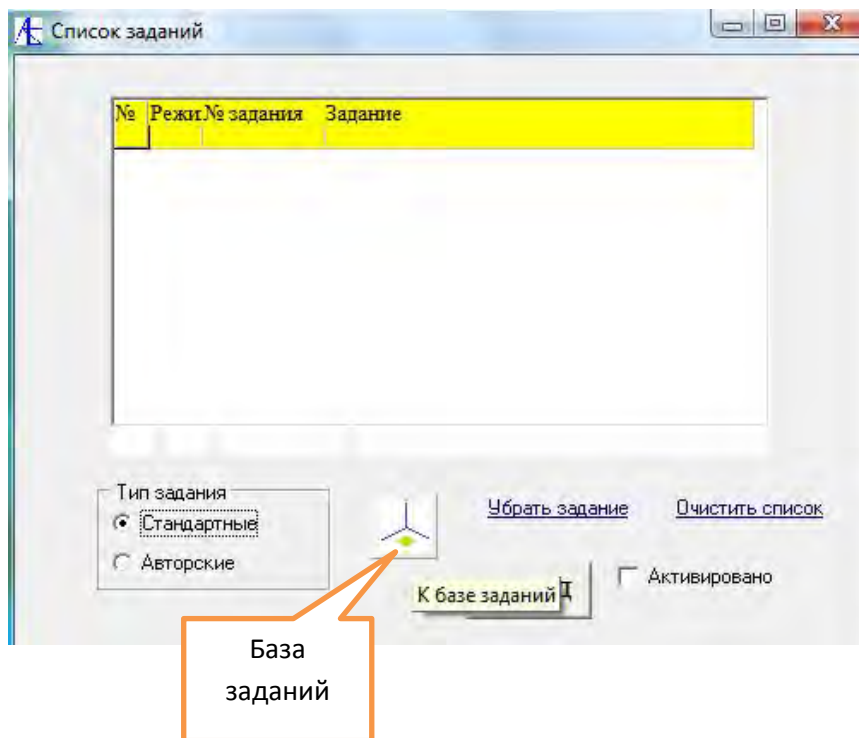 Список заданий
№ Режи № задания Задание
Тип задания
Стандартные
Авторские
Убрать задание Очистить список
К базе заданий
Активировано
База
заданий